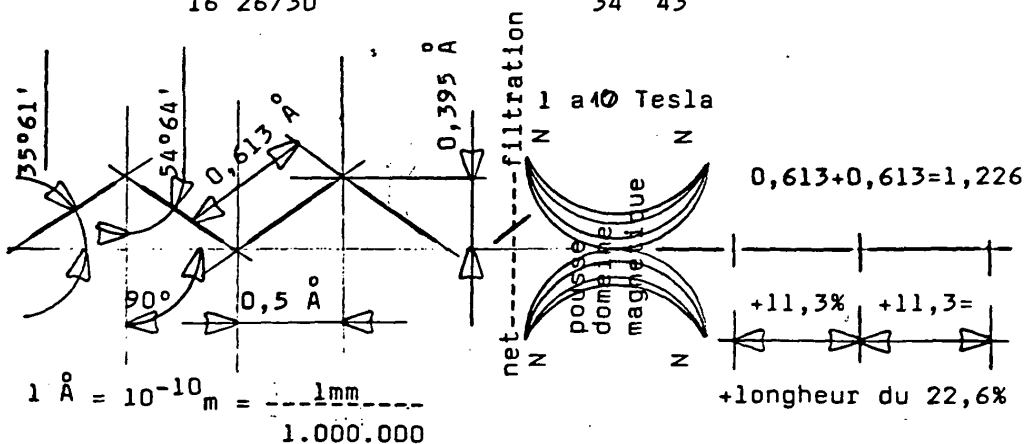 16 26730
34 43
35°61'
54°64'
0,613 Å
0,395 Å
net filtration
1 a 10 Tesla
N N
0,613+0,613=1,226
pousse
domeine
magnetique
90°
0,5 Å
+11,3% +11,3=
N N
1 Å = 10⁻¹⁰m = 1mm
1.000.000
+longheur du 22,6%